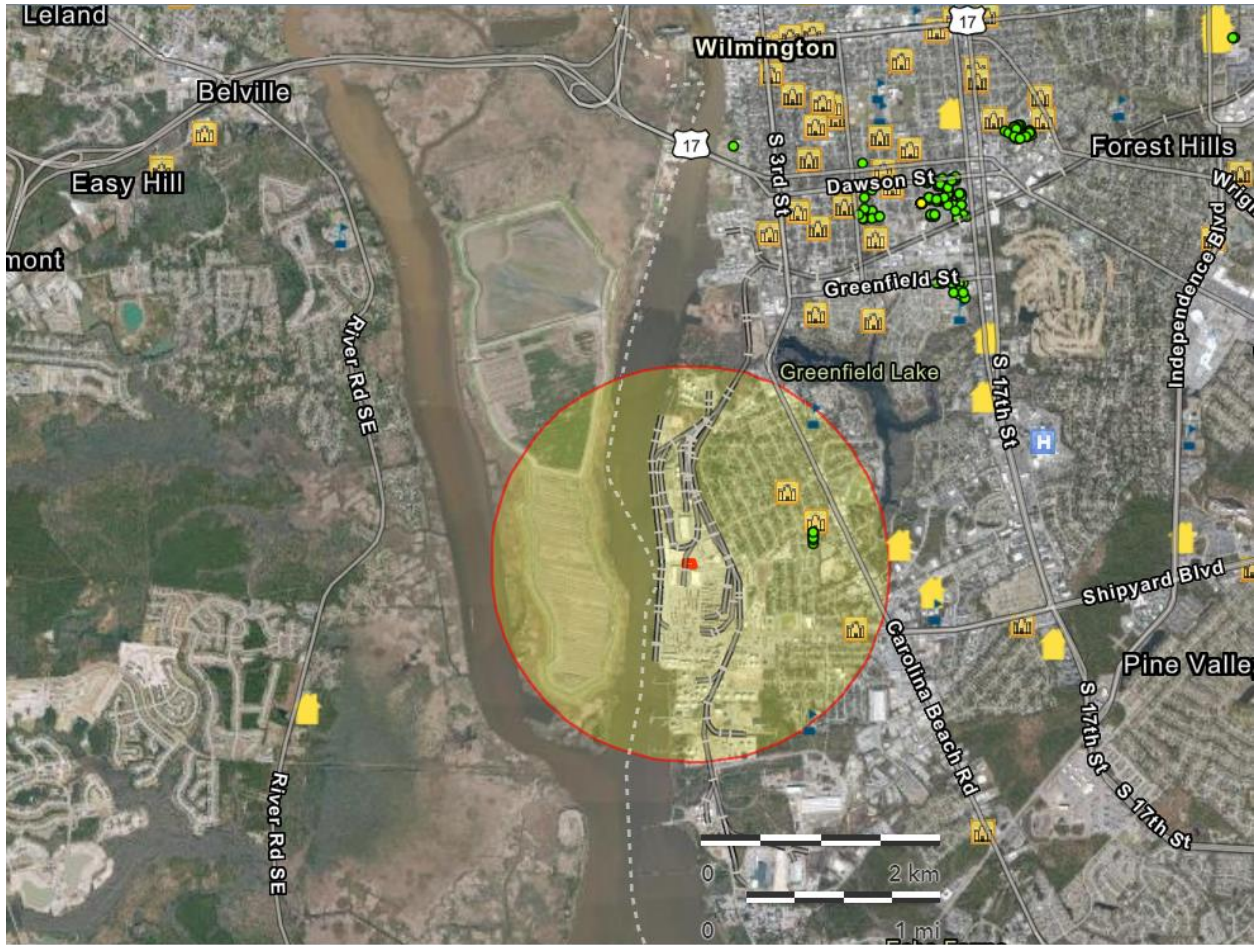 Leland
17
Wilmington
Belville
17
Forest Hills
S 3rd St
Dawson St
Easy Hill
Wrig
mont
Independence Blvd
Greenfield St
River Rd SE
Greenfield Lake
S 17th St
H
Shipyard Blvd
Carolina Beach Rd
Pine Valley
S 17th St
S 17th St
River Rd SE
0 2 km
0 1 mi